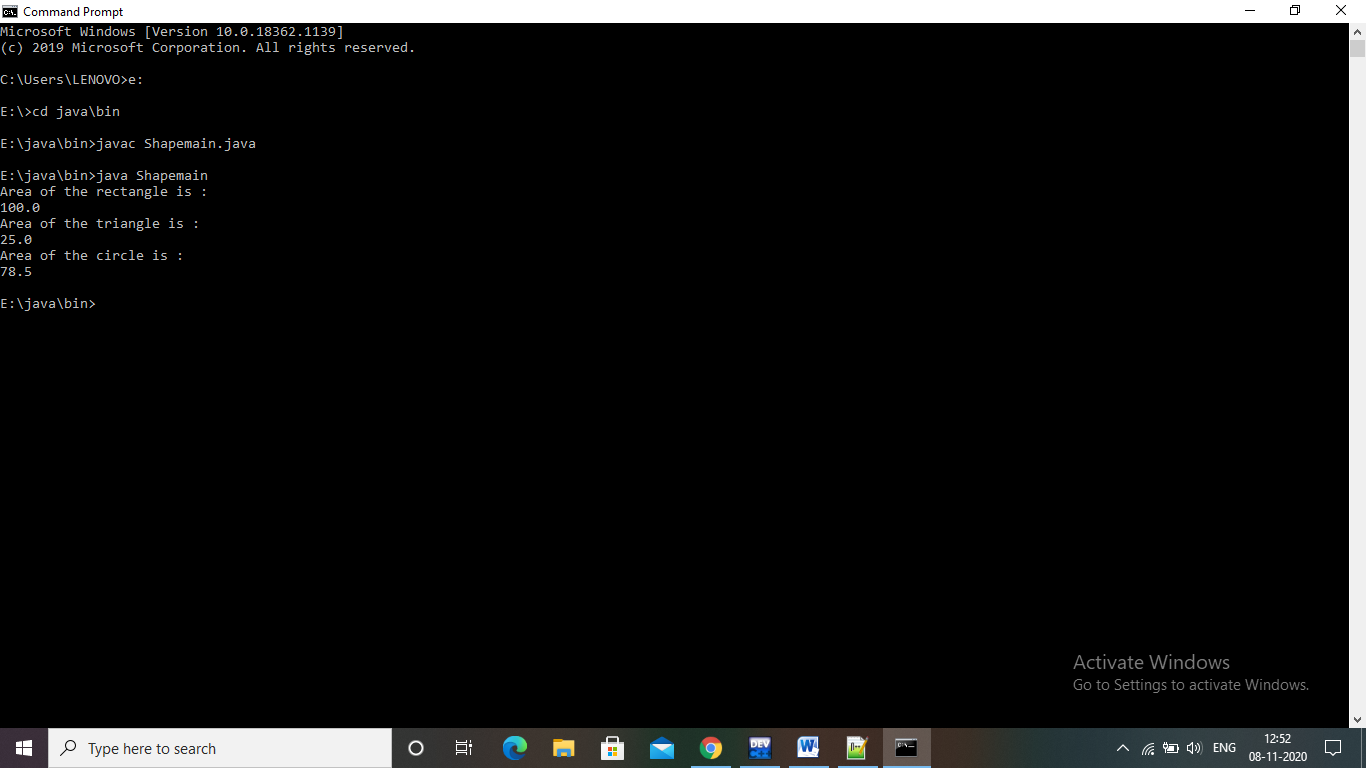 Command Prompt
Microsoft Windows [Version 10.0.18362.1139]
(c) 2019 Microsoft Corporation. All rights reserved.
C:\Users\LENOVO>e:
E:\>cd java\bin
E:\java\bin>javac Shapemain.java
E:\java\bin>java Shapemain
Area of the rectangle is :
100.0
Area of the triangle is :
25.0
Area of the circle is :
78.5
E:\java\bin>
Activate Windows
Go to Settings to activate Windows.
Type here to search
DEV
W
ENG
12:52
08-11-2020